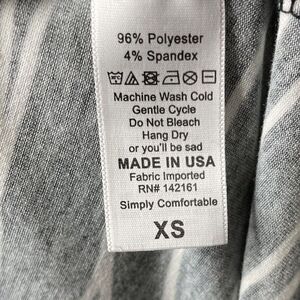 96% Polyester
4% Spandex
Machine Wash Cold
Gentle Cycle
Do Not Bleach
Hang Dry
or you'll be sad
MADE IN USA
Fabric Imported
RN# 142161
Simply Comfortable
XS